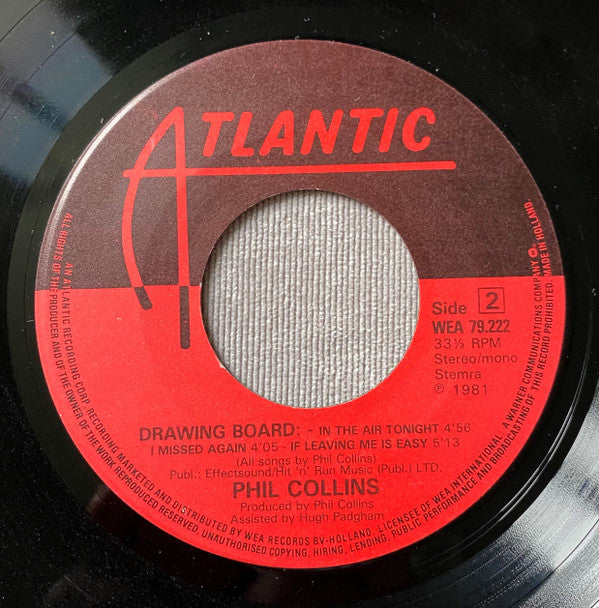 ATLANTIC
Side 2
WEA 79.222
33⅓ RPM
Stereo/mono
Stemra
℗ 1981
DRAWING BOARD: - IN THE AIR TONIGHT 4'56
I MISSED AGAIN 4'05 - IF LEAVING ME IS EASY 5'13
(All songs by Phil Collins)
Publ.: Effectsound/Hit 'n' Run Music (Publ.) LTD.
PHIL COLLINS
Produced by Phil Collins
Assisted by Hugh Padgham
AN ATLANTIC RECORDING CORP. RECORDING MARKETED AND DISTRIBUTED BY WEA RECORDS BV-HOLLAND. LICENSEE OF WEA INTERNATIONAL. A WARNER COMMUNICATIONS COMPANY
ALL RIGHTS OF THE PRODUCER AND OF THE OWNER OF THE WORK REPRODUCED RESERVED. UNAUTHORISED COPYING, HIRING, LENDING, PUBLIC PERFORMANCE AND BROADCASTING OF THIS RECORD PROHIBITED. MADE IN HOLLAND.